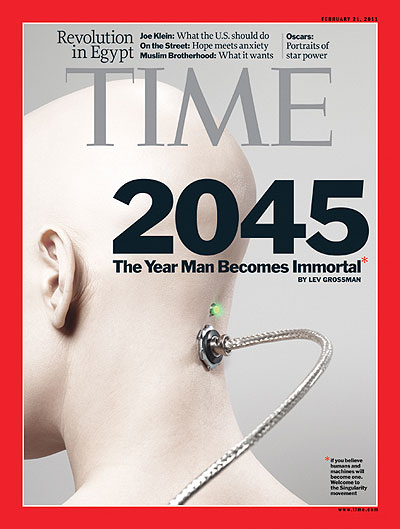 FEBRUARY 21, 2011
Revolution
in Egypt
Joe Klein: What the U.S. should do
On the Street: Hope meets anxiety
Muslim Brotherhood: What it wants
Oscars:
Portraits of
star power
TIME
2045
The Year Man Becomes Immortal*
BY LEV GROSSMAN
*If you believe
humans and
machines will
become one.
Welcome to
the Singularity
movement
www.time.com